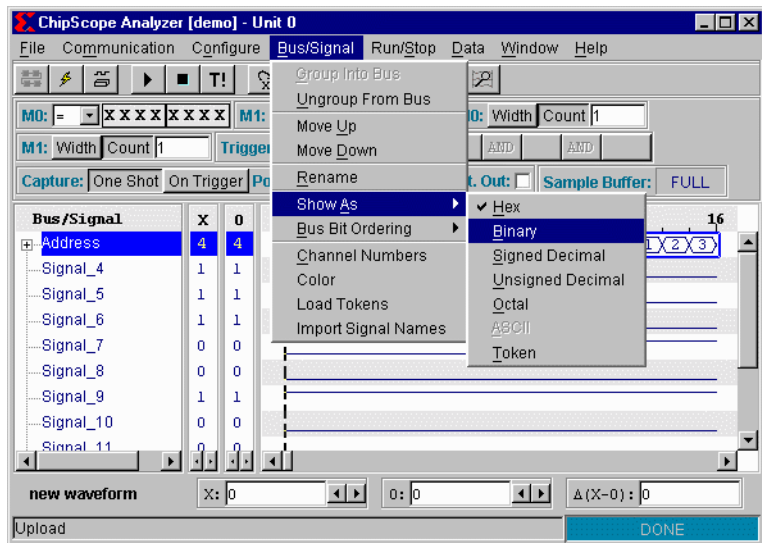 ChipScope Analyzer [demo] - Unit 0
File Communication Configure Bus/Signal Run/Stop Data Window Help
T!
Group Into Bus
Ungroup From Bus
Move Up
Move Down
Rename
Show As
Bus Bit Ordering
Channel Numbers
Color
Load Tokens
Import Signal Names
Hex
Binary
Signed Decimal
Unsigned Decimal
Octal
ASCII
Token
M0: = X X X X X X X X M1: Width Count 1
M1: Width Count 1 AND AND
Capture: One Shot On Trigger t. Out: Sample Buffer: FULL
Bus/Signal X O 16
Address 4 4 1 2 3
Signal_4 1 1
Signal_5 1 1
Signal_6 1 1
Signal_7 0 0
Signal_8 0 0
Signal_9 1 1
Signal_10 0 0
Signal_11 0 0
new waveform X: 0 O: 0 Δ(X-O): 0
Upload DONE